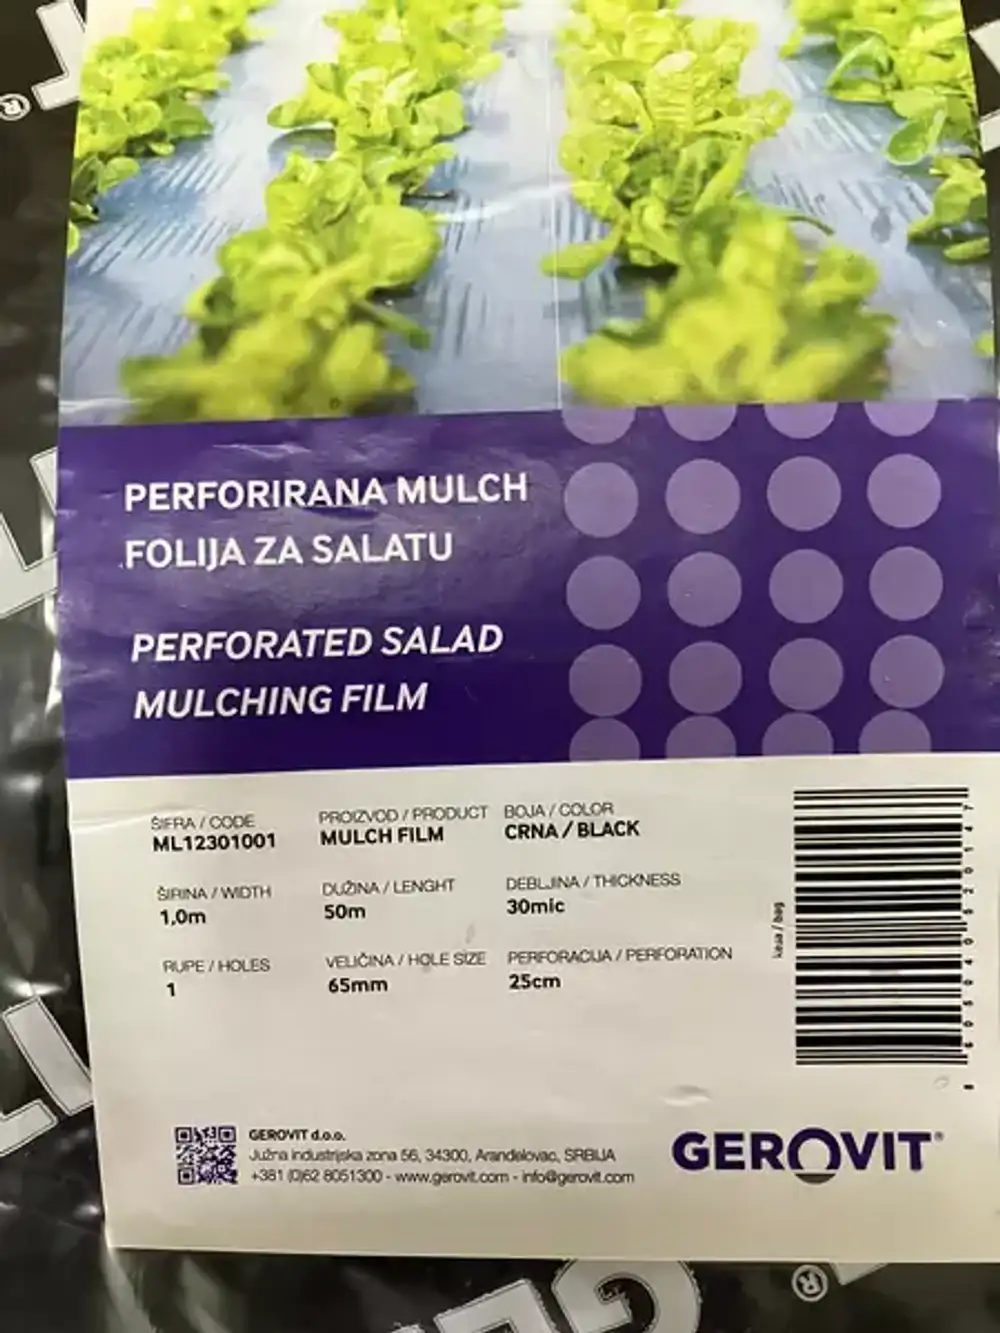 PERFORIRANA MULCH
FOLIJA ZA SALATU
PERFORATED SALAD
MULCHING FILM
ŠIFRA / CODE
ML12301001
PROIZVOD / PRODUCT
MULCH FILM
BOJA / COLOR
CRNA / BLACK
ŠIRINA / WIDTH
1,0m
DUŽINA / LENGHT
50m
DEBLJINA / THICKNESS
30mic
RUPE / HOLES
1
VELIČINA / HOLE SIZE
65mm
PERFORACIJA / PERFORATION
25cm
/ bag
GEROVIT d.o.o.
Južna industrijska zona 56, 34300, Aranđelovac, SRBIJA
+381 (0)62 8051300 - www.gerovit.com - info@gerovit.com
GEROVIT®